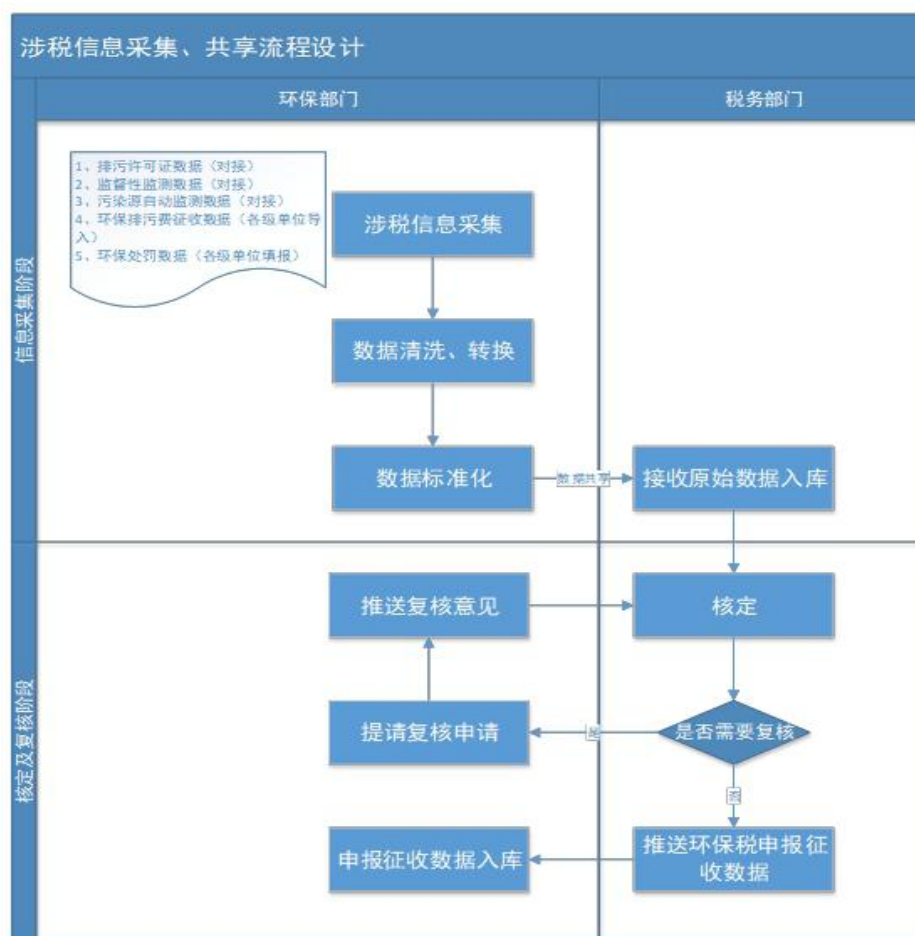 涉税信息采集、共享流程设计
环保部门
税务部门
信息采集阶段
1、排污许可证数据（对接）
2、监督性监测数据（对接）
3、污染源自动监测数据（对接）
4、环保排污费征收数据（各级单位导
入）
5、环保处罚数据（各级单位填报）
涉税信息采集
数据清洗、转换
数据标准化
数据共享
接收原始数据入库
核定及复核阶段
推送复核意见
核定
提请复核申请
是
是否需要复核
否
申报征收数据入库
推送环保税申报征
收数据